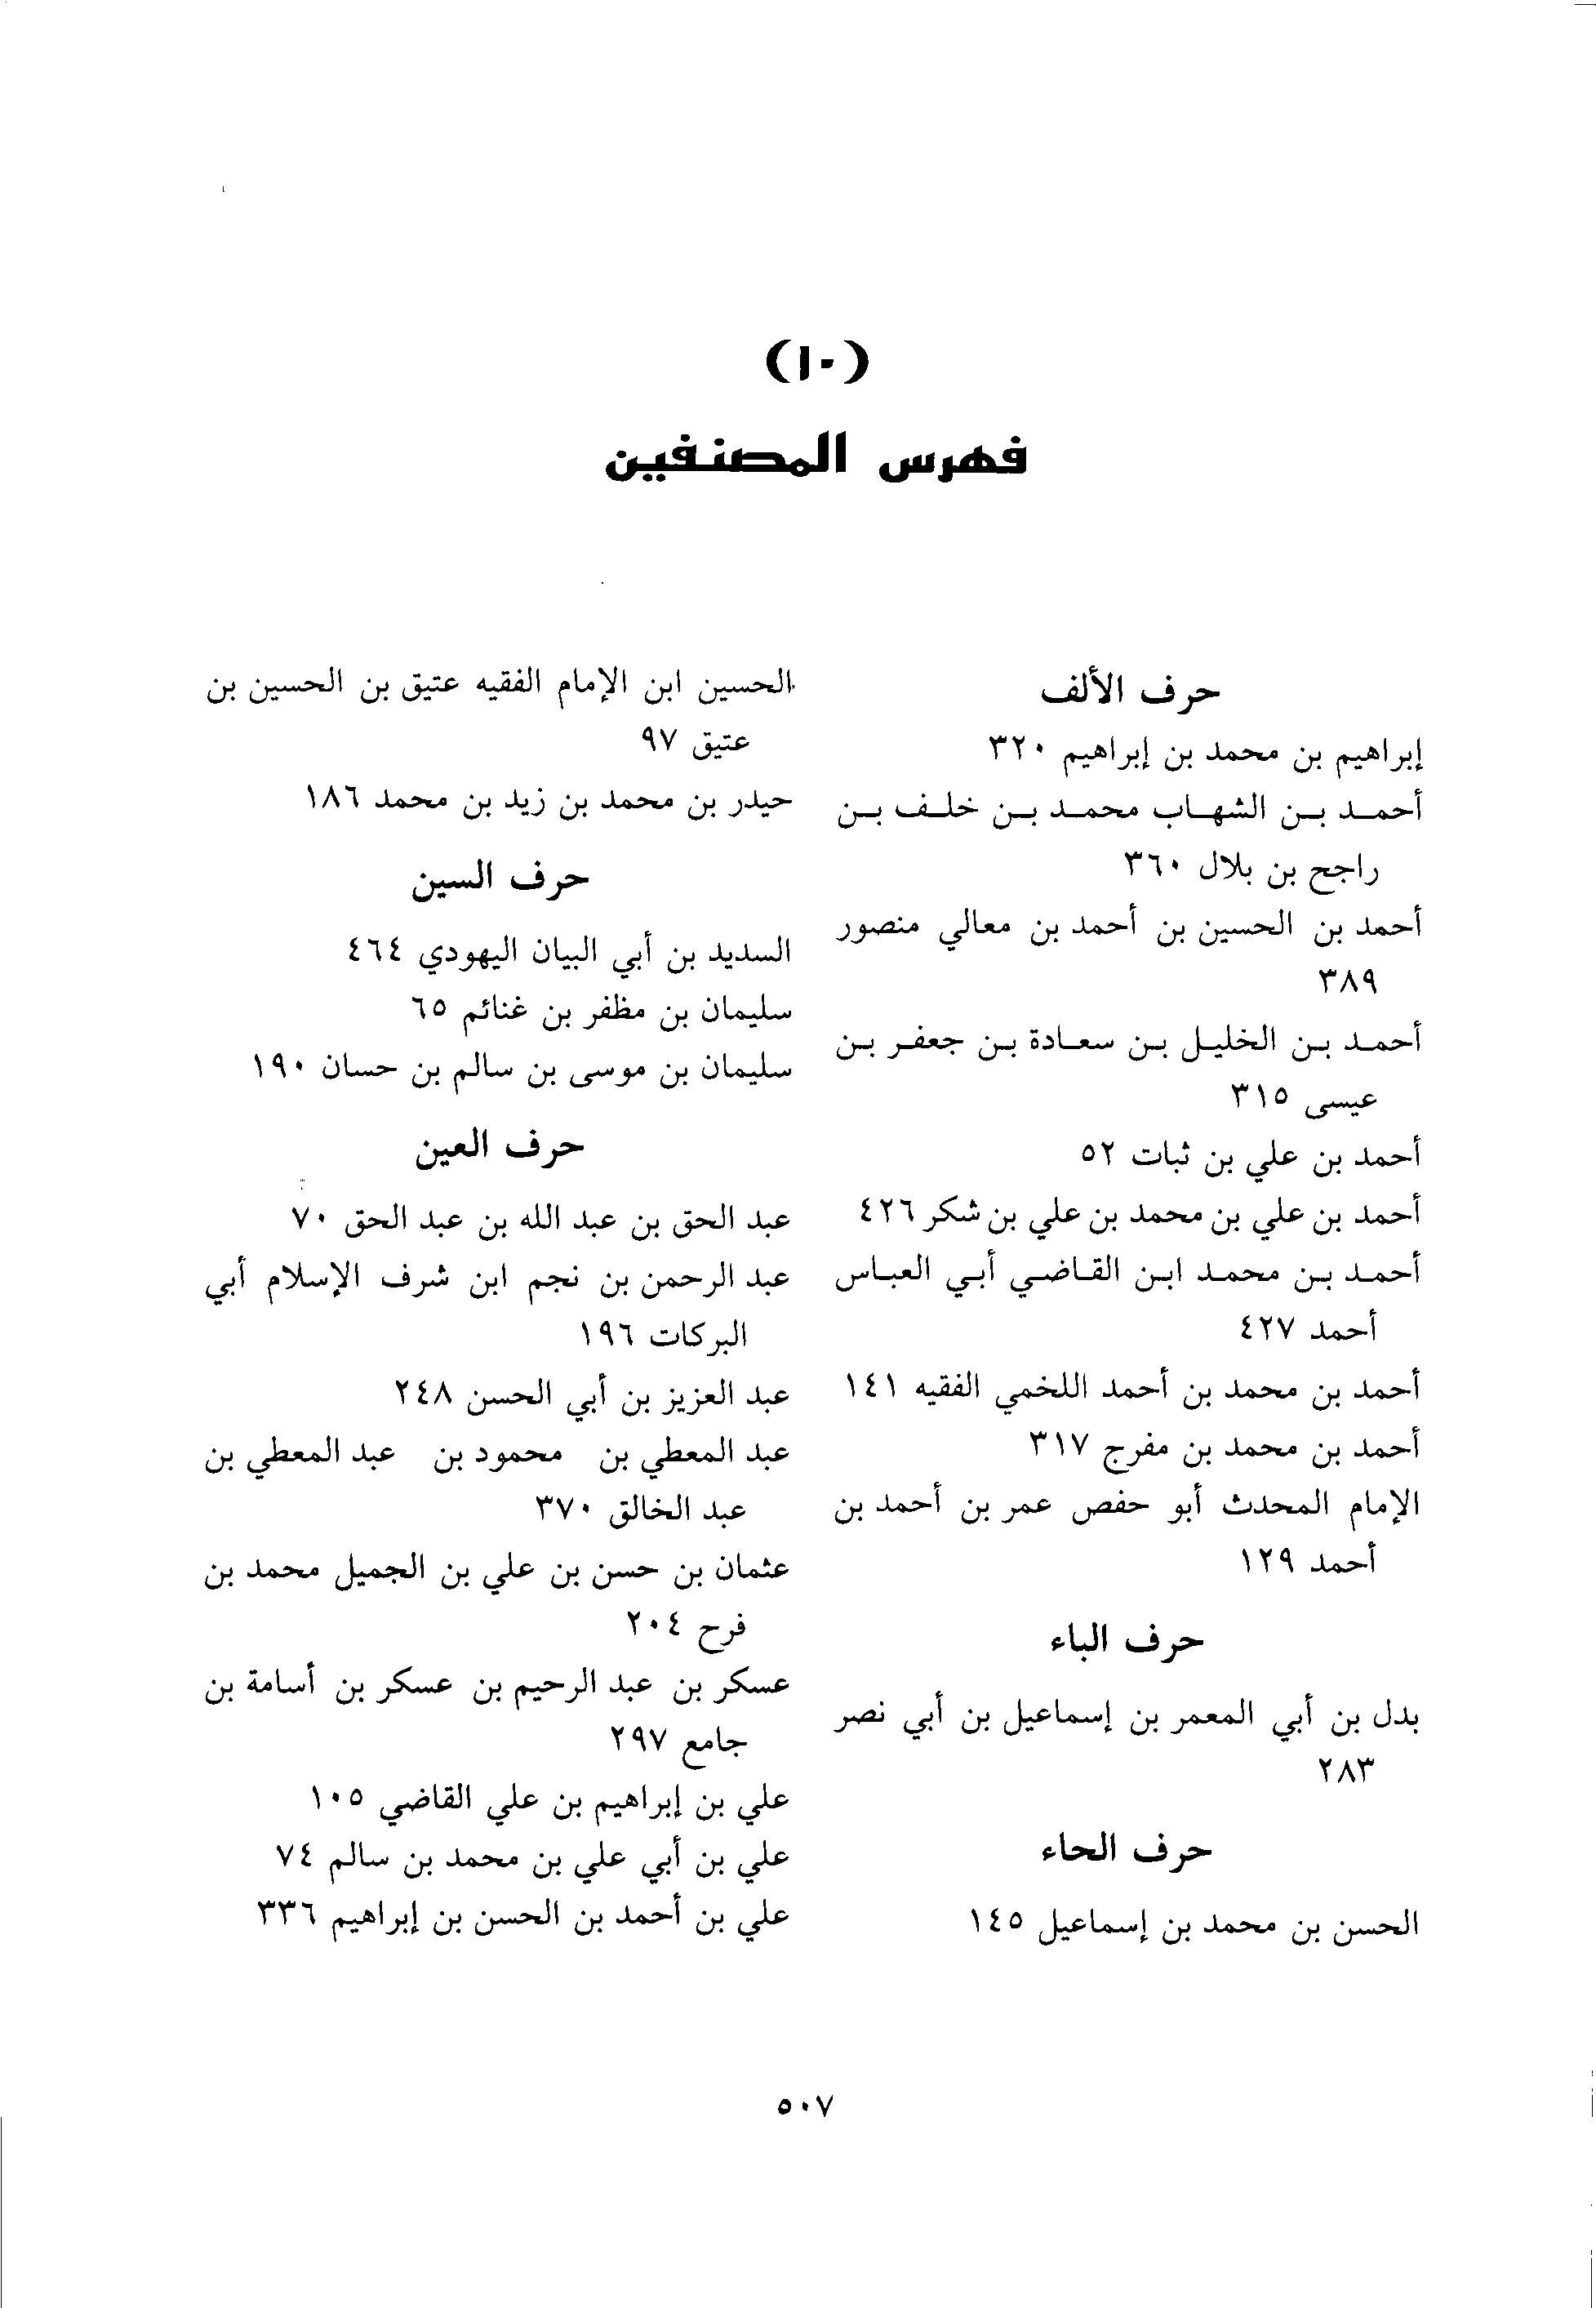 (١٠)
فهرس المصنفين
حرف الألف
إبراهيم بن محمد بن إبراهيم ٣٢٠
أحمد بن الشهاب محمد بن خلف بن
راجح بن بلال ٣٦٠
أحمد بن الحسين بن أحمد بن معالي منصور
٣٨٩
أحمد بن الخليل بن سعادة بن جعفر بن
عيسى ٣١٥
أحمد بن علي بن ثبات ٥٢
أحمد بن علي بن محمد بن علي بن شكر ٤٢٦
أحمد بن محمد ابن القاضي أبي العباس
أحمد ٤٢٧
أحمد بن محمد بن أحمد اللخمي الفقيه ١٤١
أحمد بن محمد بن مفرج ٣١٧
الإمام المحدث أبو حفص عمر بن أحمد بن
أحمد ١٢٩
حرف الباء
بدل بن أبي المعمر بن إسماعيل بن أبي نصر
٢٨٣
حرف الحاء
الحسن بن محمد بن إسماعيل ١٤٥
الحسين ابن الإمام الفقيه عتيق بن الحسين بن
عتيق ٩٧
حيدر بن محمد بن زيد بن محمد ١٨٦
حرف السين
السديد بن أبي البيان اليهودي ٤٦٤
سليمان بن مظفر بن غنائم ٦٥
سليمان بن موسى بن سالم بن حسان ١٩٠
حرف العين
عبد الحق بن عبد الله بن عبد الحق ٧٠
عبد الرحمن بن نجم ابن شرف الإسلام أبي
البركات ١٩٦
عبد العزيز بن أبي الحسن ٢٤٨
عبد المعطي بن محمود بن عبد المعطي بن
عبد الخالق ٣٧٠
عثمان بن حسن بن علي بن الجميل محمد بن
فرح ٢٠٤
عسكر بن عبد الرحيم بن عسكر بن أسامة بن
جامع ٢٩٧
علي بن إبراهيم بن علي القاضي ١٠٥
علي بن أبي علي بن محمد بن سالم ٧٤
علي بن أحمد بن الحسن بن إبراهيم ٣٣٦
٥٠٧